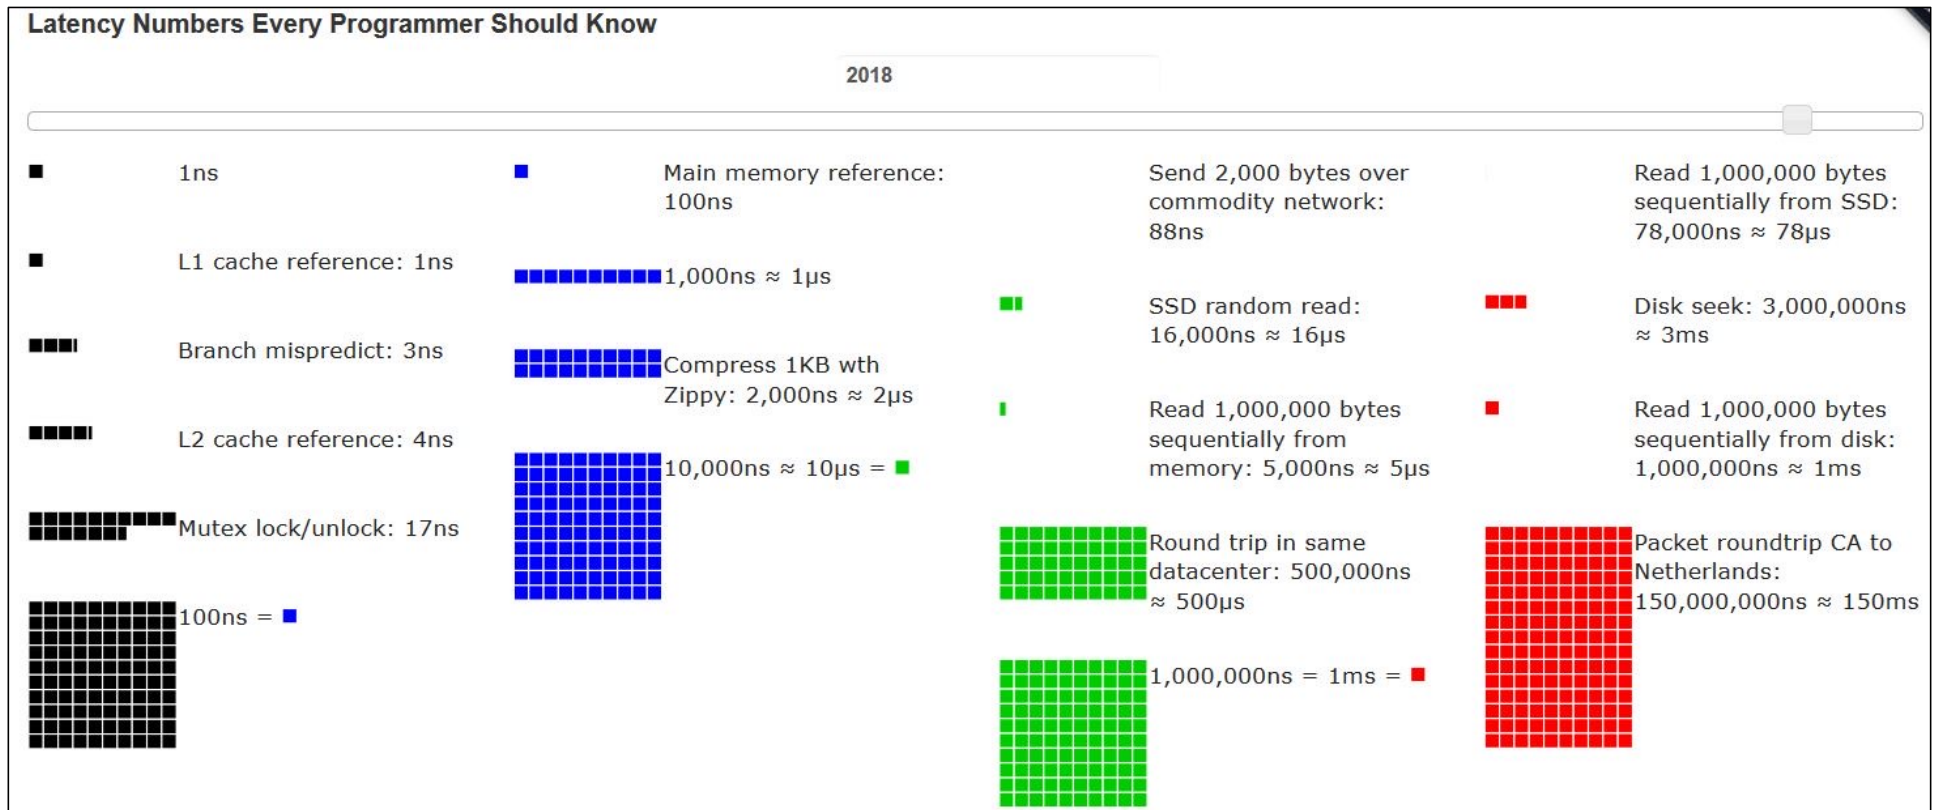 Latency Numbers Every Programmer Should Know
2018
1ns
L1 cache reference: 1ns
Branch mispredict: 3ns
L2 cache reference: 4ns
Mutex lock/unlock: 17ns
100ns =
Main memory reference:
100ns
1,000ns ≈ 1μs
Compress 1KB wth
Zippy: 2,000ns ≈ 2μs
10,000ns ≈ 10μs =
Send 2,000 bytes over
commodity network:
88ns
SSD random read:
16,000ns ≈ 16μs
Read 1,000,000 bytes
sequentially from
memory: 5,000ns ≈ 5μs
Round trip in same
datacenter: 500,000ns
≈ 500μs
1,000,000ns = 1ms =
Read 1,000,000 bytes
sequentially from SSD:
78,000ns ≈ 78μs
Disk seek: 3,000,000ns
≈ 3ms
Read 1,000,000 bytes
sequentially from disk:
1,000,000ns ≈ 1ms
Packet roundtrip CA to
Netherlands:
150,000,000ns ≈ 150ms